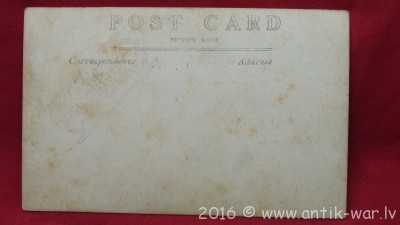 POST CARD
Correspondence
Address
2016 © www.antik-war.lv